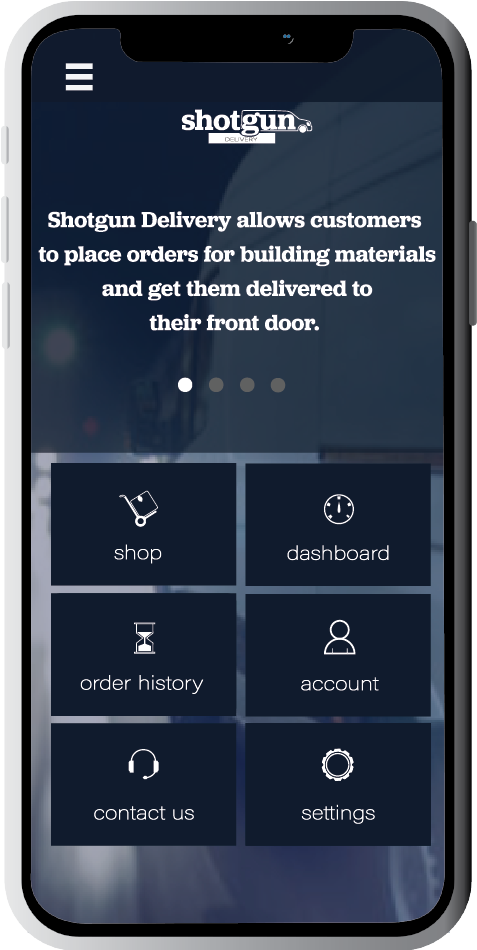 shotgun
DELIVERY
Shotgun Delivery allows customers
to place orders for building materials
and get them delivered to
their front door.
shop
dashboard
order history
account
contact us
settings